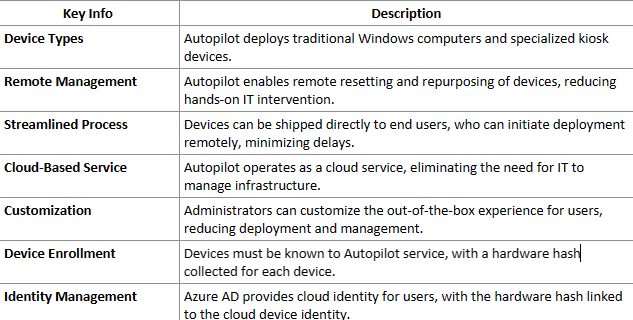 Key Info Description
Device Types Autopilot deploys traditional Windows computers and specialized kiosk
devices.
Remote Management Autopilot enables remote resetting and repurposing of devices, reducing
hands-on IT intervention.
Streamlined Process Devices can be shipped directly to end users, who can initiate deployment
remotely, minimizing delays.
Cloud-Based Service Autopilot operates as a cloud service, eliminating the need for IT to
manage infrastructure.
Customization Administrators can customize the out-of-the-box experience for users,
reducing deployment and management.
Device Enrollment Devices must be known to Autopilot service, with a hardware hash
collected for each device.
Identity Management Azure AD provides cloud identity for users, with the hardware hash linked
to the cloud device identity.